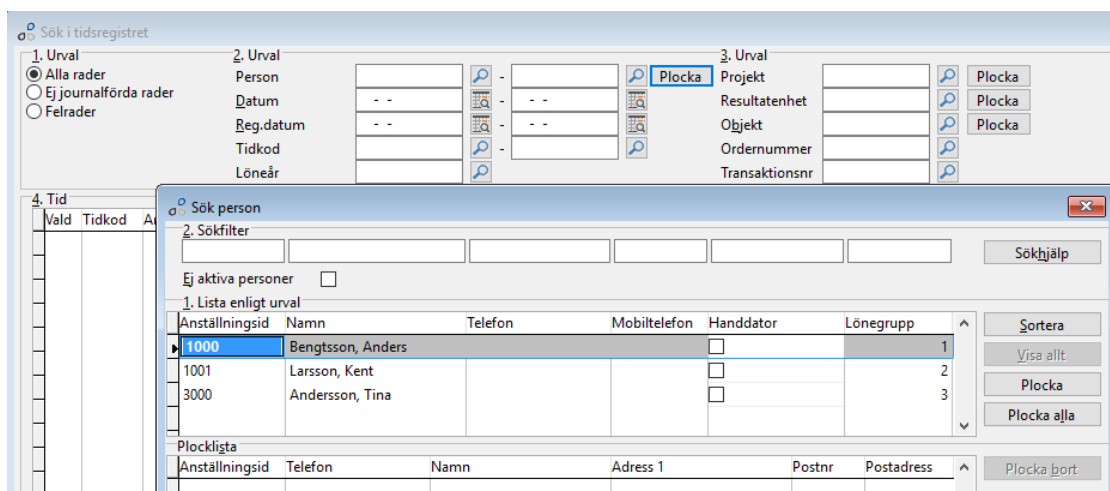 Sök i tidsregistret
1. Urval 2. Urval 3. Urval
Alla rader Person - Plocka Projekt Plocka
Ej journalförda rader Datum - - - - - Resultatenhet Plocka
Felrader Reg.datum - - - - - Objekt Plocka
Tidkod - Ordernummer
Löneår Transaktionsnr
4. Tid
Vald Tidkod
Sök person
2. Sökfilter
Sökhjälp
Ej aktiva personer
1. Lista enligt urval
Anställningsid Namn Telefon Mobiltelefon Handdator Lönegrupp Sortera
1000 Bengtsson, Anders 1 Visa allt
1001 Larsson, Kent 2
3000 Andersson, Tina 3 Plocka
Plocka alla
Plocklista
Anställningsid Telefon Namn Adress 1 Postnr Postadress Plocka bort